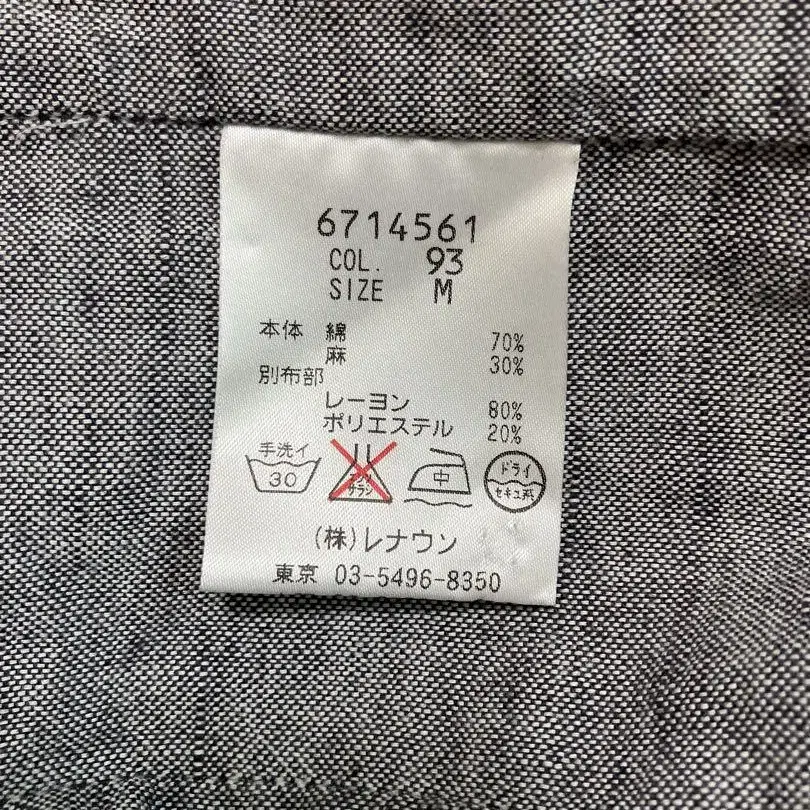 6714561
COL. 93
SIZE M
本体 綿 70%
麻 30%
別布部
レーヨン 80%
ポリエステル 20%
手洗イ
30
エンソ
サラシ
中
ドライ
セキユ系
(株)レナウン
東京 03-5496-8350